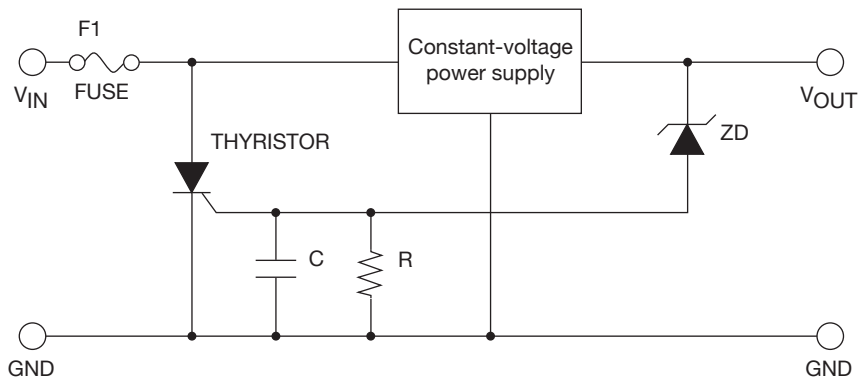 F1
Constant-voltage
power supply
V_IN
FUSE
V_OUT
THYRISTOR
ZD
C
R
GND
GND